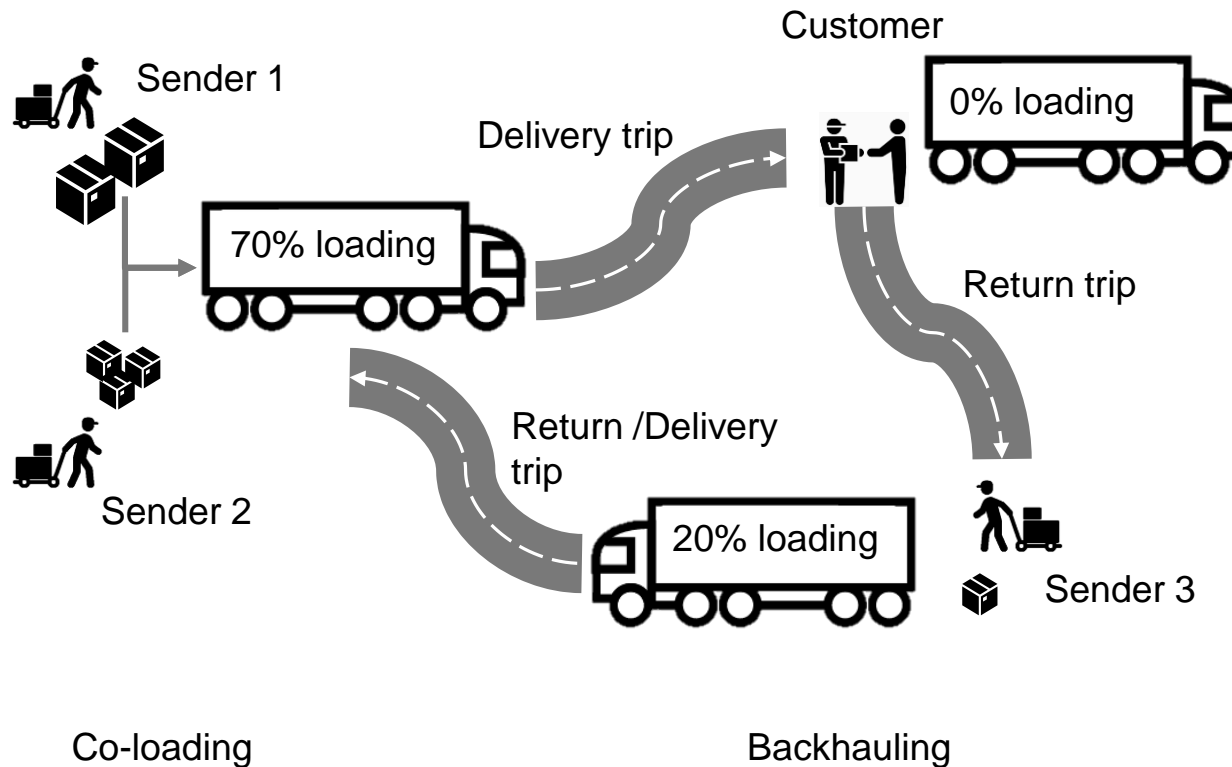 Customer
Sender 1
0% loading
Delivery trip
70% loading
Return trip
Return /Delivery
trip
Sender 2
20% loading
Sender 3
Co-loading
Backhauling